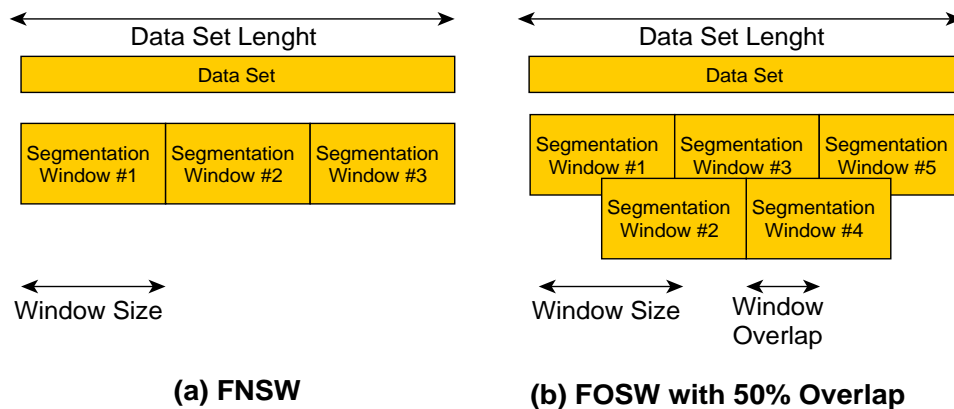 Data Set Lenght
Data Set
Segmentation
Window #1
Segmentation
Window #2
Segmentation
Window #3
Window Size
(a) FNSW
Data Set Lenght
Data Set
Segmentation
Window #1
Segmentation
Window #3
Segmentation
Window #5
Segmentation
Window #2
Segmentation
Window #4
Window Size
Window
Overlap
(b) FOSW with 50% Overlap